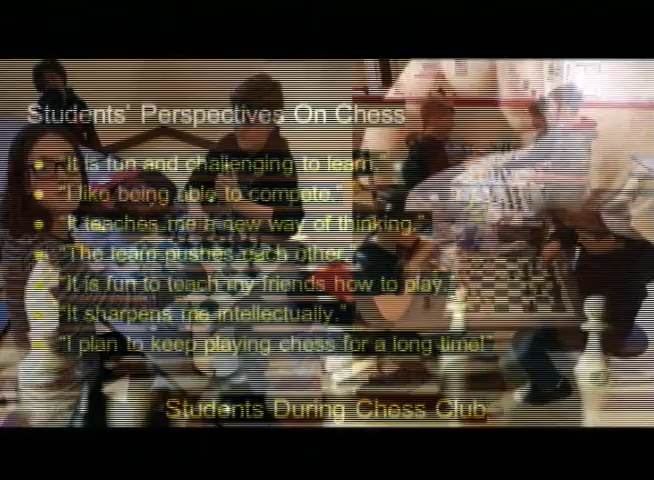 Students' Perspectives On Chess
"It is fun and challenging to learn."
"I like being able to compete."
"It teaches me a new way of thinking."
"The team pushes each other."
"It is fun to teach my friends how to play."
"It sharpens me intellectually."
"I plan to keep playing chess for a long time!"
Students During Chess Club